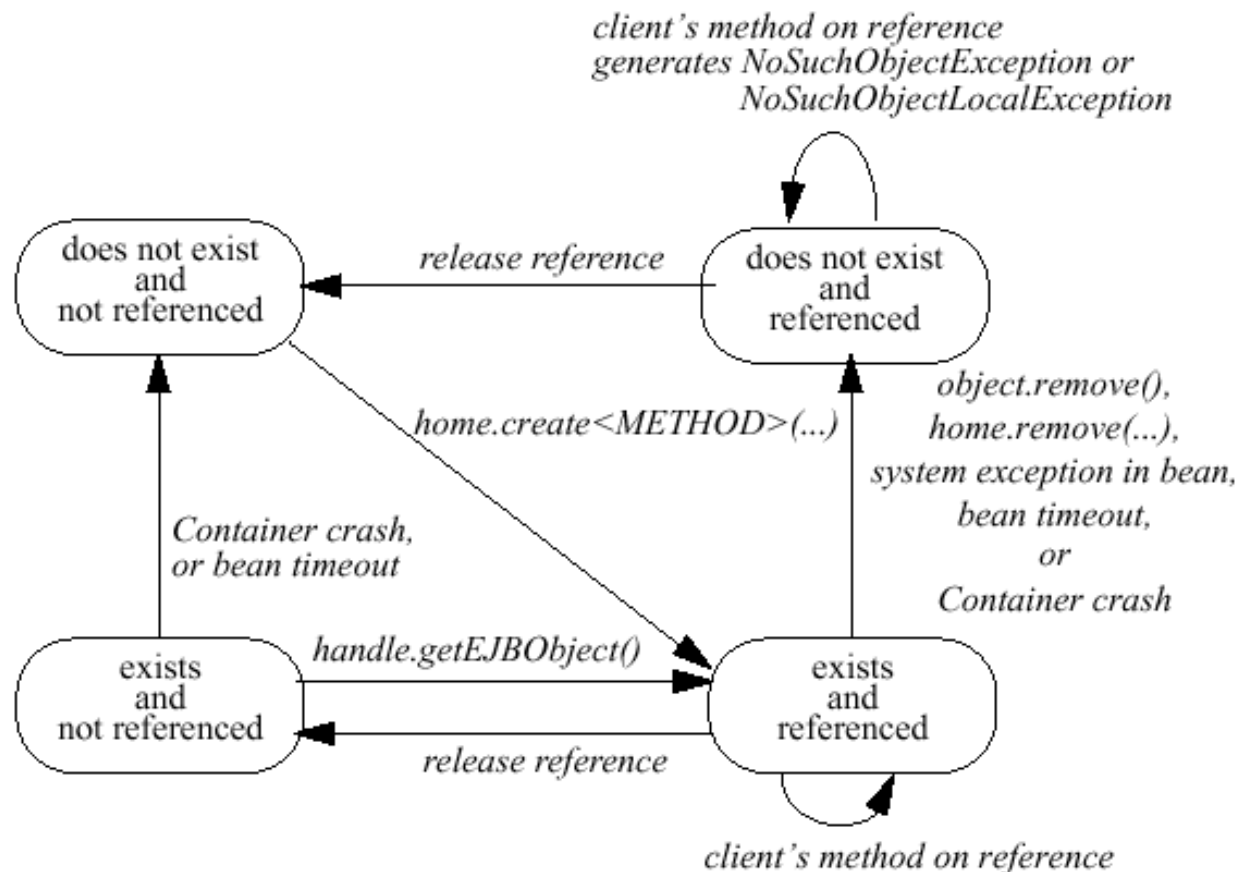 client's method on reference
generates NoSuchObjectException or
NoSuchObjectLocalException
does not exist
and
not referenced
release reference
does not exist
and
referenced
home.create<METHOD>(...)
object.remove(),
home.remove(...),
system exception in bean,
bean timeout,
or
Container crash
Container crash,
or bean timeout
exists
and
not referenced
handle.getEJBObject()
release reference
exists
and
referenced
client's method on reference